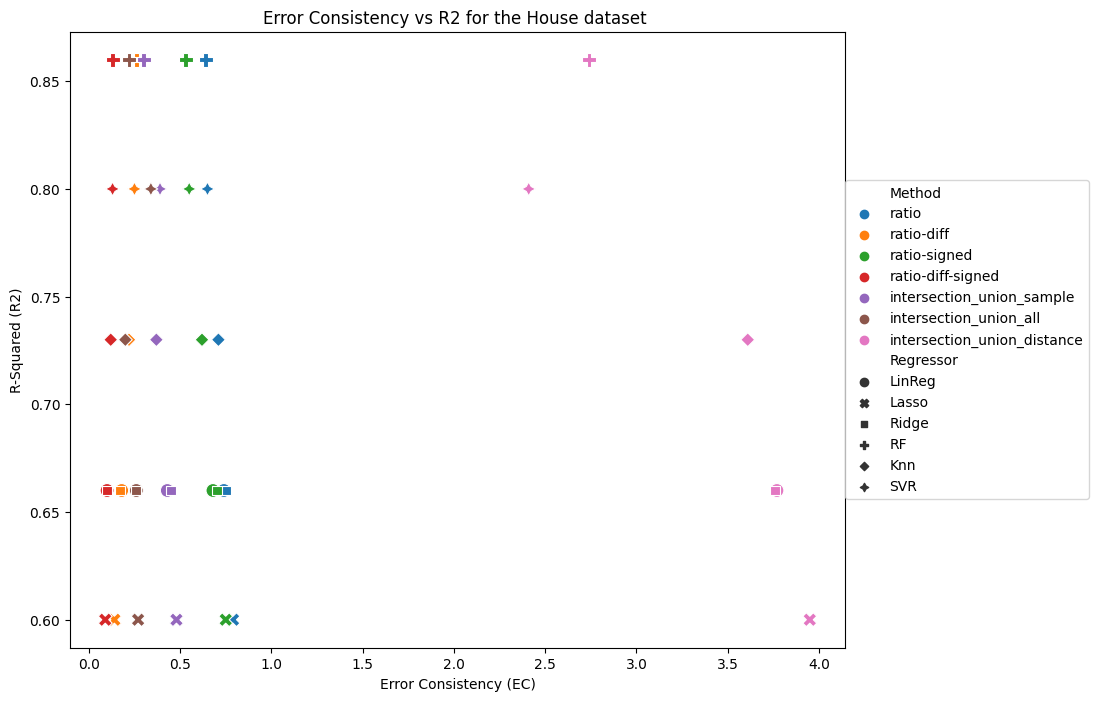 Error Consistency vs R2 for the House dataset
R-Squared (R2)
0.85
0.80
0.75
0.70
0.65
0.60
0.0
0.5
1.0
1.5
2.0
2.5
3.0
3.5
4.0
Error Consistency (EC)
Method
ratio
ratio-diff
ratio-signed
ratio-diff-signed
intersection_union_sample
intersection_union_all
intersection_union_distance
Regressor
LinReg
Lasso
Ridge
RF
Knn
SVR